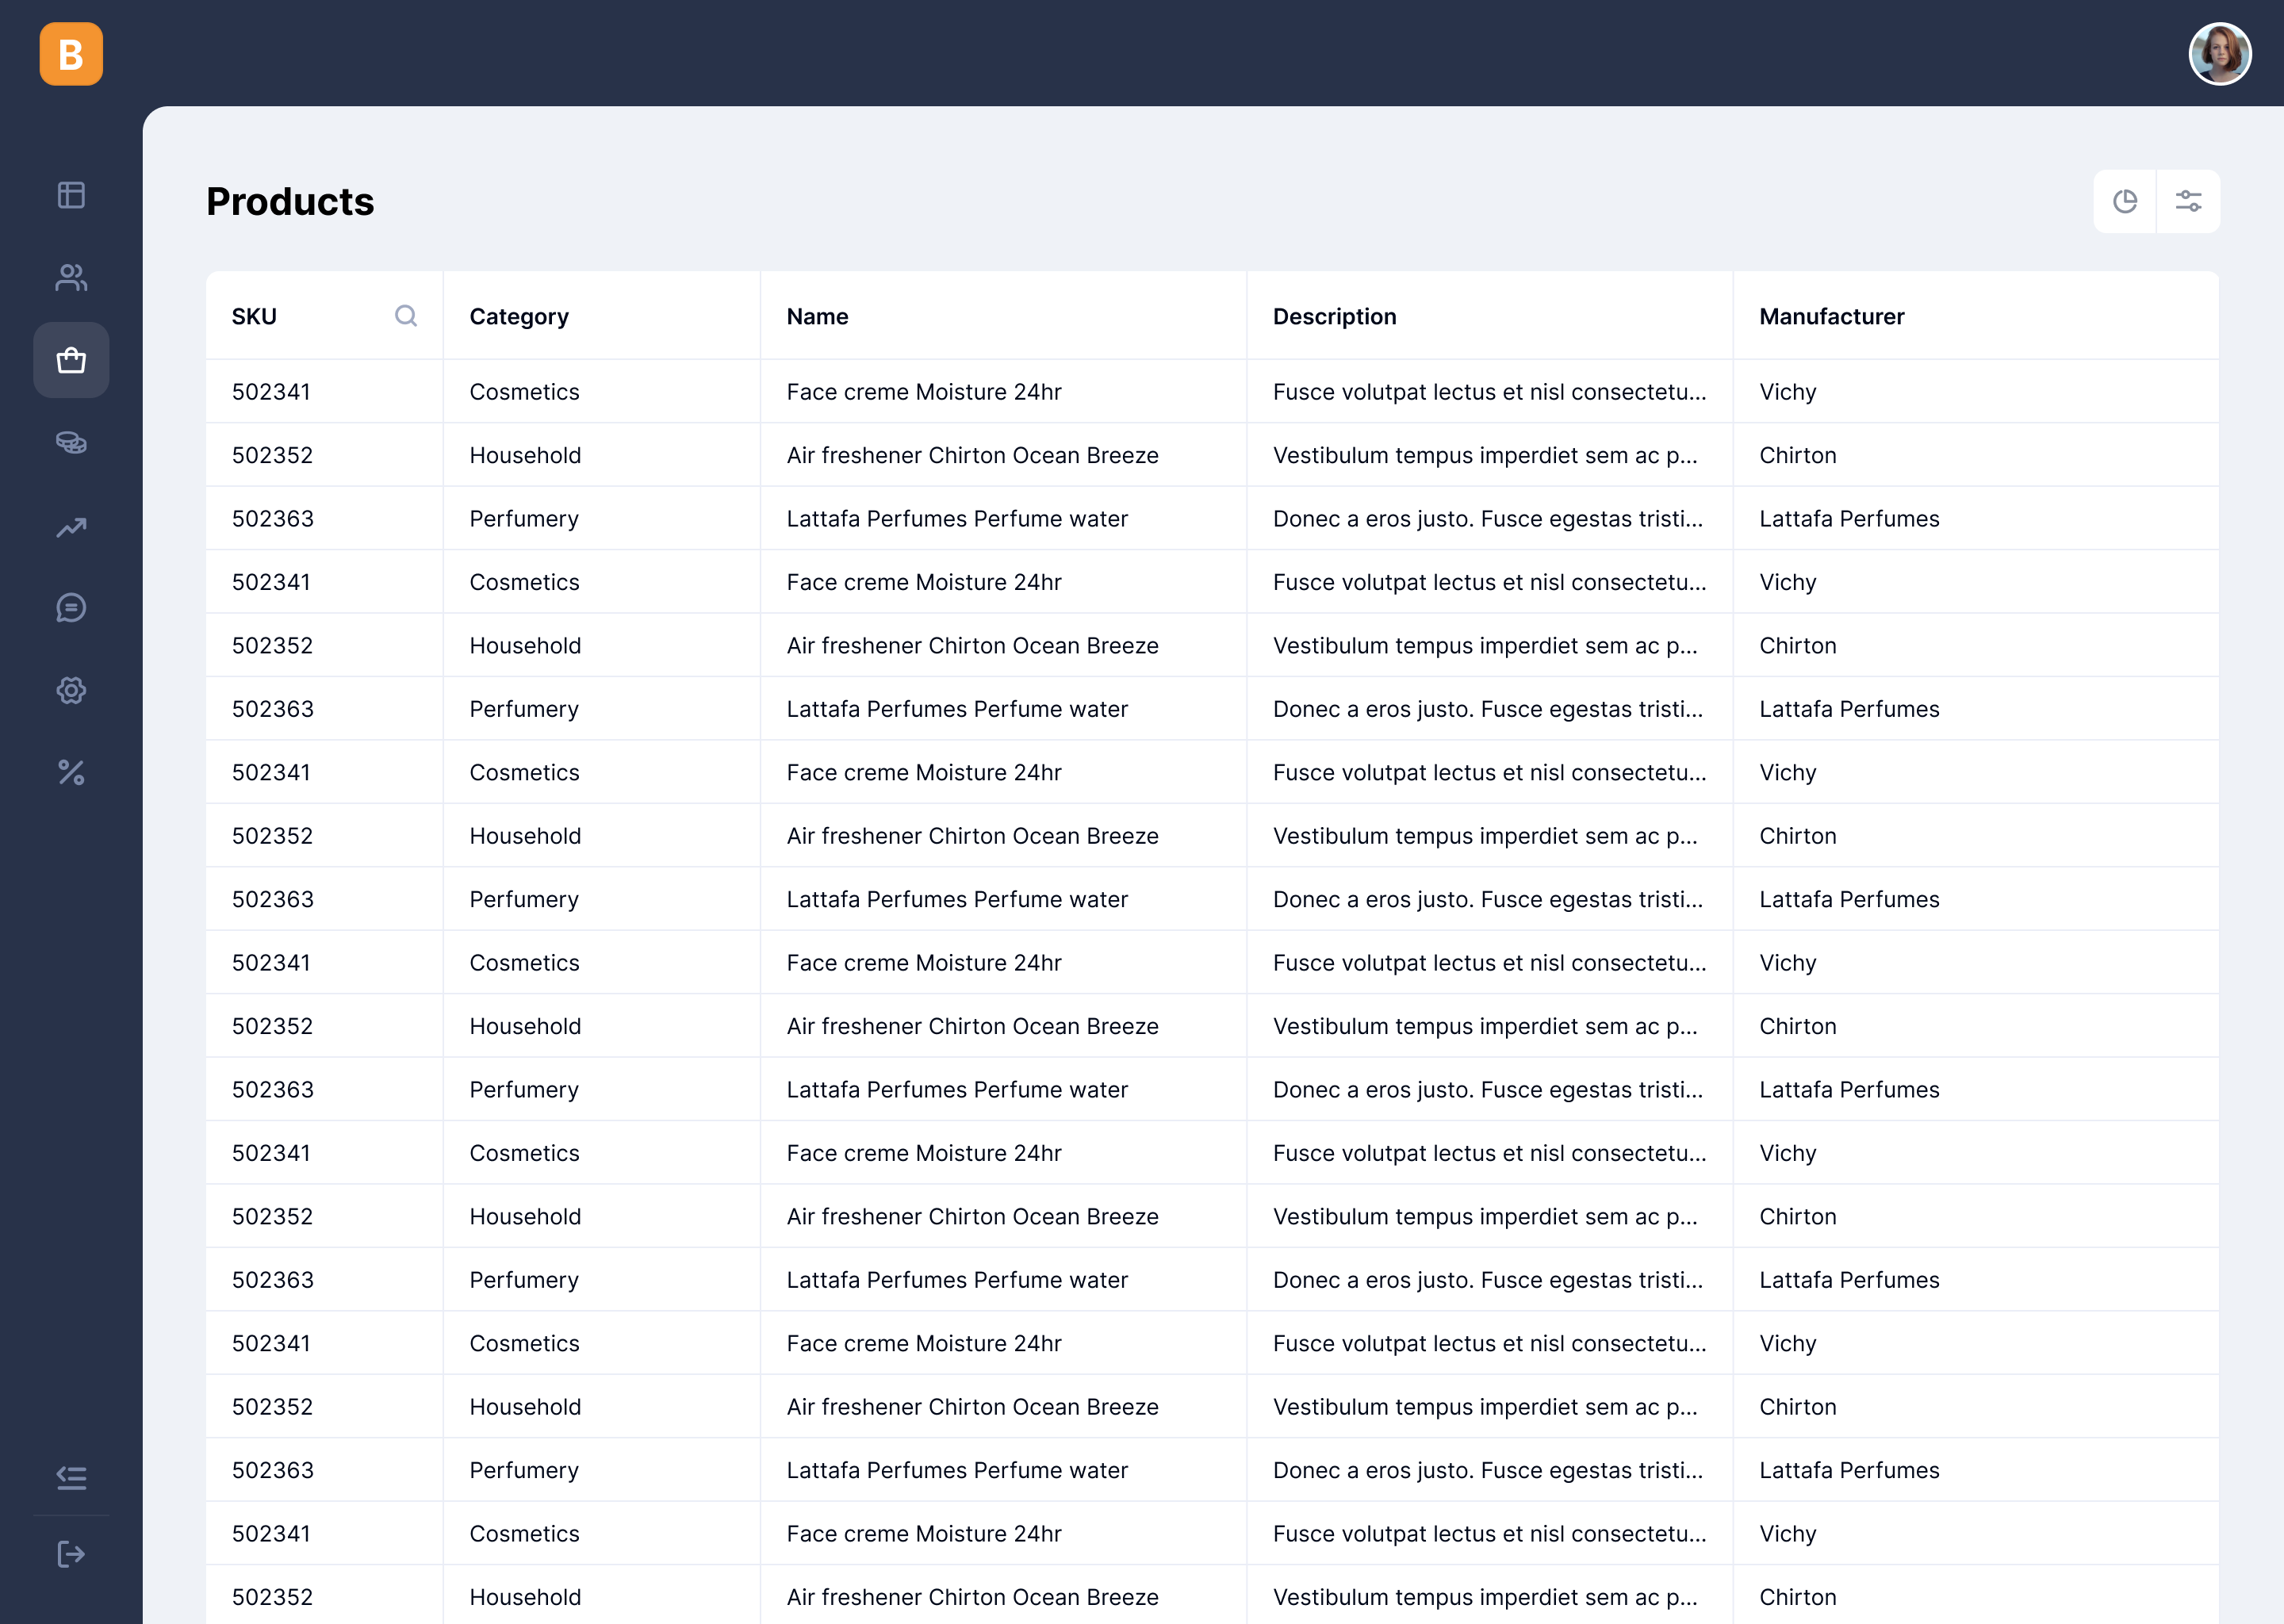 B
Products
SKU Category Name Description Manufacturer
502341 Cosmetics Face creme Moisture 24hr Fusce volutpat lectus et nisl consectetu... Vichy
502352 Household Air freshener Chirton Ocean Breeze Vestibulum tempus imperdiet sem ac p... Chirton
502363 Perfumery Lattafa Perfumes Perfume water Donec a eros justo. Fusce egestas tristi... Lattafa Perfumes
502341 Cosmetics Face creme Moisture 24hr Fusce volutpat lectus et nisl consectetu... Vichy
502352 Household Air freshener Chirton Ocean Breeze Vestibulum tempus imperdiet sem ac p... Chirton
502363 Perfumery Lattafa Perfumes Perfume water Donec a eros justo. Fusce egestas tristi... Lattafa Perfumes
502341 Cosmetics Face creme Moisture 24hr Fusce volutpat lectus et nisl consectetu... Vichy
502352 Household Air freshener Chirton Ocean Breeze Vestibulum tempus imperdiet sem ac p... Chirton
502363 Perfumery Lattafa Perfumes Perfume water Donec a eros justo. Fusce egestas tristi... Lattafa Perfumes
502341 Cosmetics Face creme Moisture 24hr Fusce volutpat lectus et nisl consectetu... Vichy
502352 Household Air freshener Chirton Ocean Breeze Vestibulum tempus imperdiet sem ac p... Chirton
502363 Perfumery Lattafa Perfumes Perfume water Donec a eros justo. Fusce egestas tristi... Lattafa Perfumes
502341 Cosmetics Face creme Moisture 24hr Fusce volutpat lectus et nisl consectetu... Vichy
502352 Household Air freshener Chirton Ocean Breeze Vestibulum tempus imperdiet sem ac p... Chirton
502363 Perfumery Lattafa Perfumes Perfume water Donec a eros justo. Fusce egestas tristi... Lattafa Perfumes
502341 Cosmetics Face creme Moisture 24hr Fusce volutpat lectus et nisl consectetu... Vichy
502352 Household Air freshener Chirton Ocean Breeze Vestibulum tempus imperdiet sem ac p... Chirton
502363 Perfumery Lattafa Perfumes Perfume water Donec a eros justo. Fusce egestas tristi... Lattafa Perfumes
502341 Cosmetics Face creme Moisture 24hr Fusce volutpat lectus et nisl consectetu... Vichy
502352 Household Air freshener Chirton Ocean Breeze Vestibulum tempus imperdiet sem ac p... Chirton